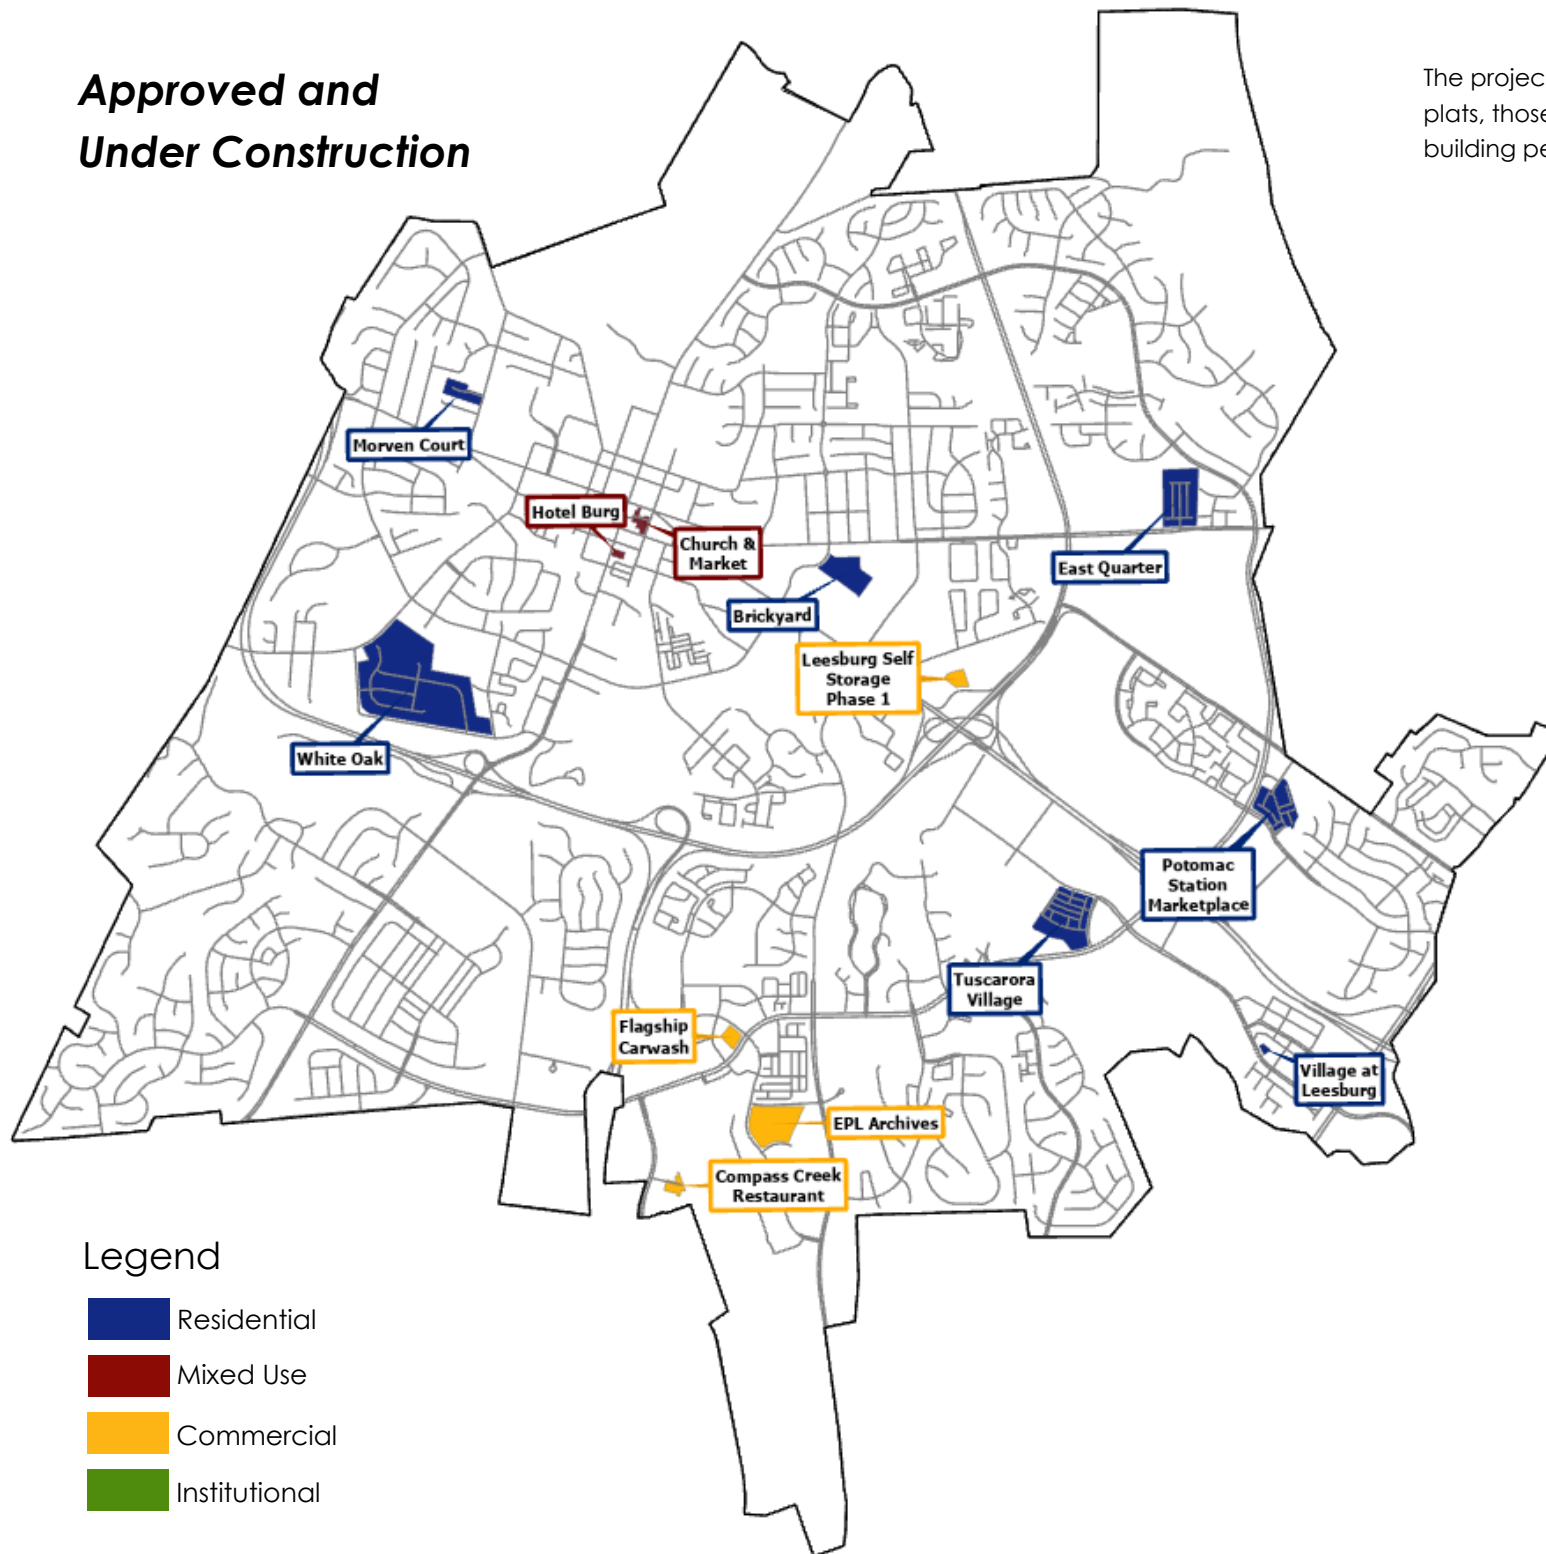 Approved and
Under Construction
The projec
plats, those
building pe
Morven Court
Hotel Burg
Church &
Market
East Quarter
Brickyard
Leesburg Self
Storage
Phase 1
White Oak
Potomac
Station
Marketplace
Tuscarora
Village
Flagship
Carwash
Village at
Leesburg
EPL Archives
Compass Creek
Restaurant
Legend
Residential
Mixed Use
Commercial
Institutional